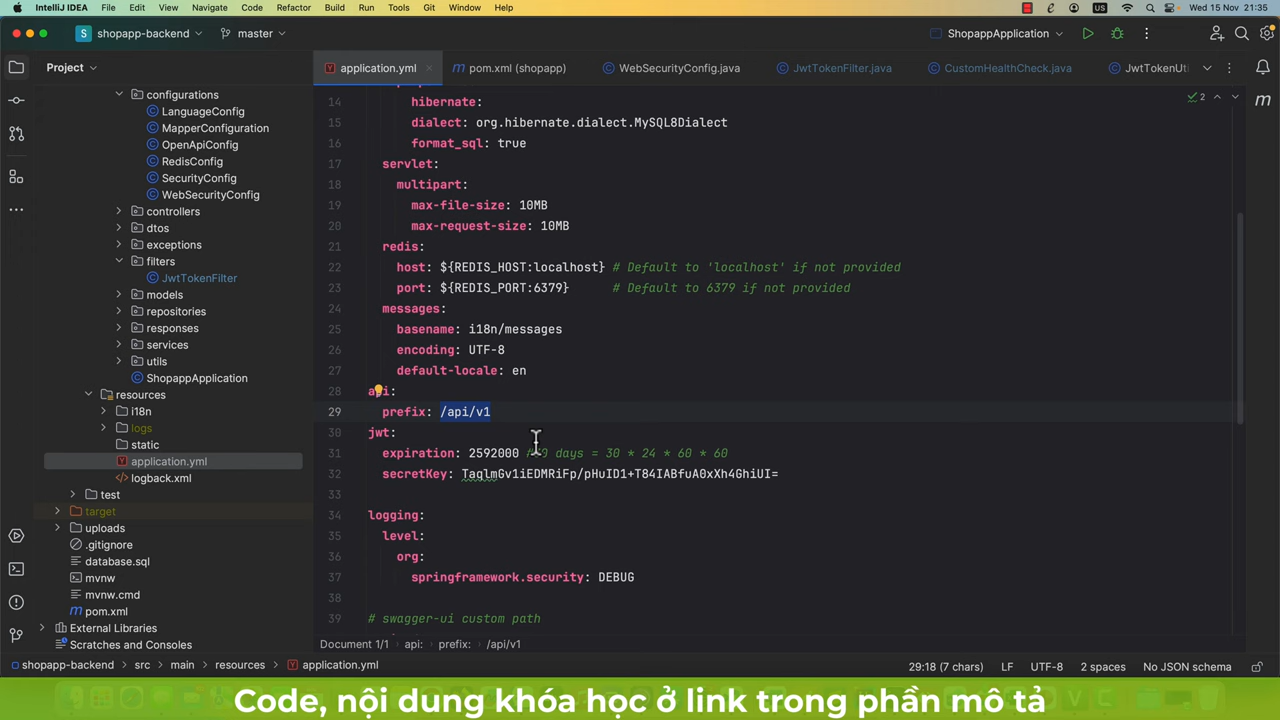 IntelliJ IDEA File Edit View Navigate Code Refactor Build Run Tools Git Window Help US Wed 15 Nov 21:35
S shopapp-backend master ShopappApplication
Project
application.yml pom.xml (shopapp) WebSecurityConfig.java JwtTokenFilter.java CustomHealthCheck.java JwtTokenUti
configurations
LanguageConfig
MapperConfiguration
OpenApiConfig
RedisConfig
SecurityConfig
WebSecurityConfig
controllers
dtos
exceptions
filters
JwtTokenFilter
models
repositories
responses
services
utils
ShopappApplication
resources
i18n
logs
static
application.yml
logback.xml
test
target
uploads
.gitignore
database.sql
mvnw
mvnw.cmd
pom.xml
External Libraries
Scratches and Consoles
2
14 hibernate:
15 dialect: org.hibernate.dialect.MySQL8Dialect
16 format_sql: true
17 servlet:
18 multipart:
19 max-file-size: 10MB
20 max-request-size: 10MB
21 redis:
22 host: ${REDIS_HOST:localhost} # Default to 'localhost' if not provided
23 port: ${REDIS_PORT:6379} # Default to 6379 if not provided
24 messages:
25 basename: i18n/messages
26 encoding: UTF-8
27 default-locale: en
28 api:
29 prefix: /api/v1
30 jwt:
31 expiration: 2592000 # days = 30 * 24 * 60 * 60
32 secretKey: TaqlmGv1iEDMRiFp/pHuID1+T84IABfuA0xXh4GhiUI=
33
34 logging:
35 level:
36 org:
37 springframework.security: DEBUG
38
39 # swagger-ui custom path
Document 1/1 api: prefix: /api/v1
shopapp-backend src main resources application.yml 29:18 (7 chars) LF UTF-8 2 spaces No JSON schema
Code, nội dung khóa học ở link trong phần mô tả